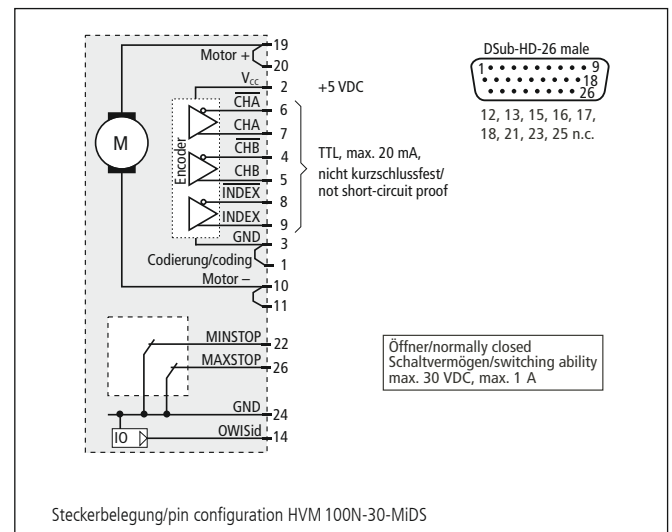 Motor +
19
20
V_CC
2
+5 VDC
C̅H̅A̅
6
CHA
7
C̅H̅B̅
4
CHB
5
I̅N̅D̅E̅X̅
8
INDEX
9
GND
3
Codierung/coding
1
Motor –
10
11
M
Encoder
TTL, max. 20 mA,
nicht kurzschlussfest/
not short-circuit proof
DSub-HD-26 male
1
9
18
26
12, 13, 15, 16, 17,
18, 21, 23, 25 n.c.
MINSTOP
22
MAXSTOP
26
GND
24
IO
OWISid
14
Öffner/normally closed
Schaltvermögen/switching ability
max. 30 VDC, max. 1 A
Steckerbelegung/pin configuration HVM 100N-30-MiDS